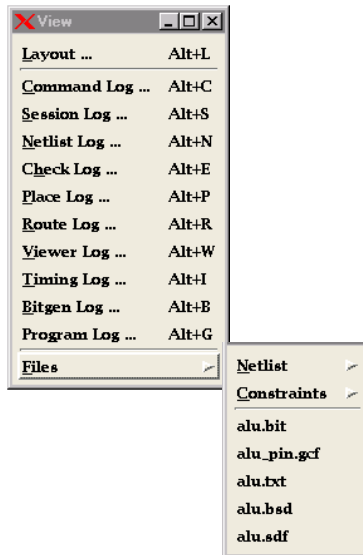 View
Layout ... Alt+L
Command Log ... Alt+C
Session Log ... Alt+S
Netlist Log ... Alt+N
Check Log ... Alt+E
Place Log ... Alt+P
Route Log ... Alt+R
Viewer Log ... Alt+W
Timing Log ... Alt+I
Bitgen Log ... Alt+B
Program Log ... Alt+G
Files
Netlist
Constraints
alu.bit
alu_pin.gcf
alu.txt
alu.bsd
alu.sdf